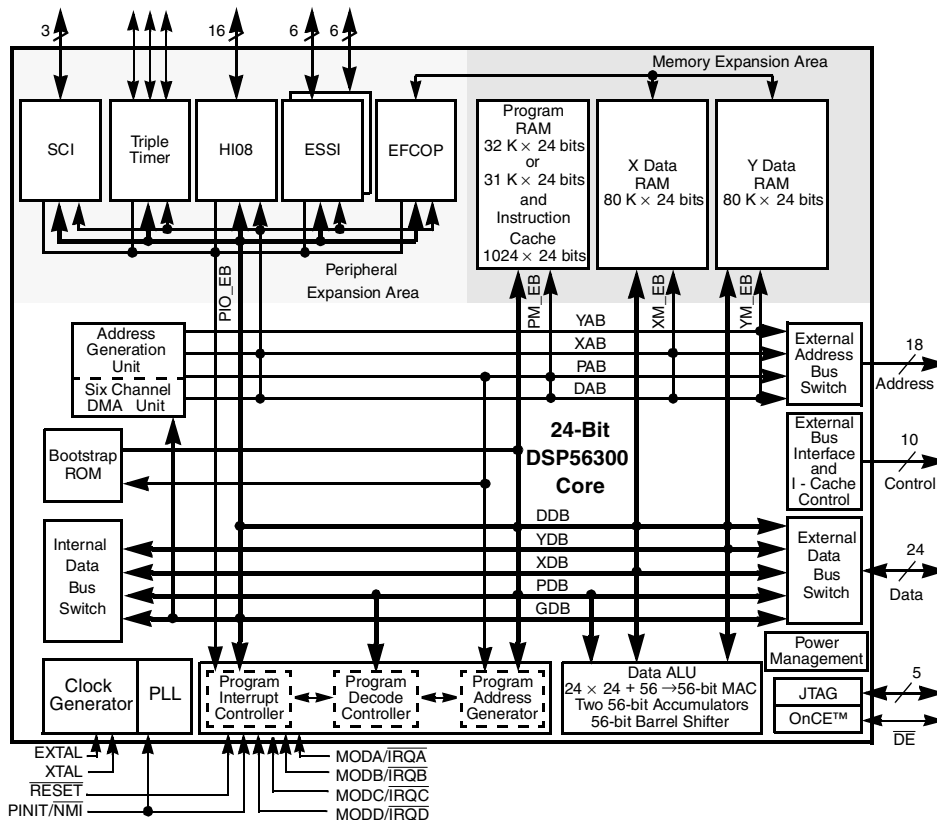 3
16
6
6
Memory Expansion Area
SCI
Triple
Timer
HI08
ESSI
EFCOP
Program
RAM
32 K × 24 bits
or
31 K × 24 bits
and
Instruction
Cache
1024 × 24 bits
X Data
RAM
80 K × 24 bits
Y Data
RAM
80 K × 24 bits
Peripheral
Expansion Area
PIO_EB
PM_EB
XM_EB
YM_EB
Address
Generation
Unit
Six Channel
DMA Unit
YAB
XAB
PAB
DAB
External
Address
Bus
Switch
18
Address
24-Bit
DSP56300
Core
Bootstrap
ROM
External
Bus
Interface
and
I - Cache
Control
10
Control
DDB
YDB
XDB
PDB
GDB
Internal
Data
Bus
Switch
External
Data
Bus
Switch
24
Data
Power
Management
Clock
Generator
PLL
Program
Interrupt
Controller
Program
Decode
Controller
Program
Address
Generator
Data ALU
24 × 24 + 56 →56-bit MAC
Two 56-bit Accumulators
56-bit Barrel Shifter
JTAG
OnCE™
5
DE
EXTAL
XTAL
RESET
PINIT/NMI
MODA/IRQA
MODB/IRQB
MODC/IRQC
MODD/IRQD